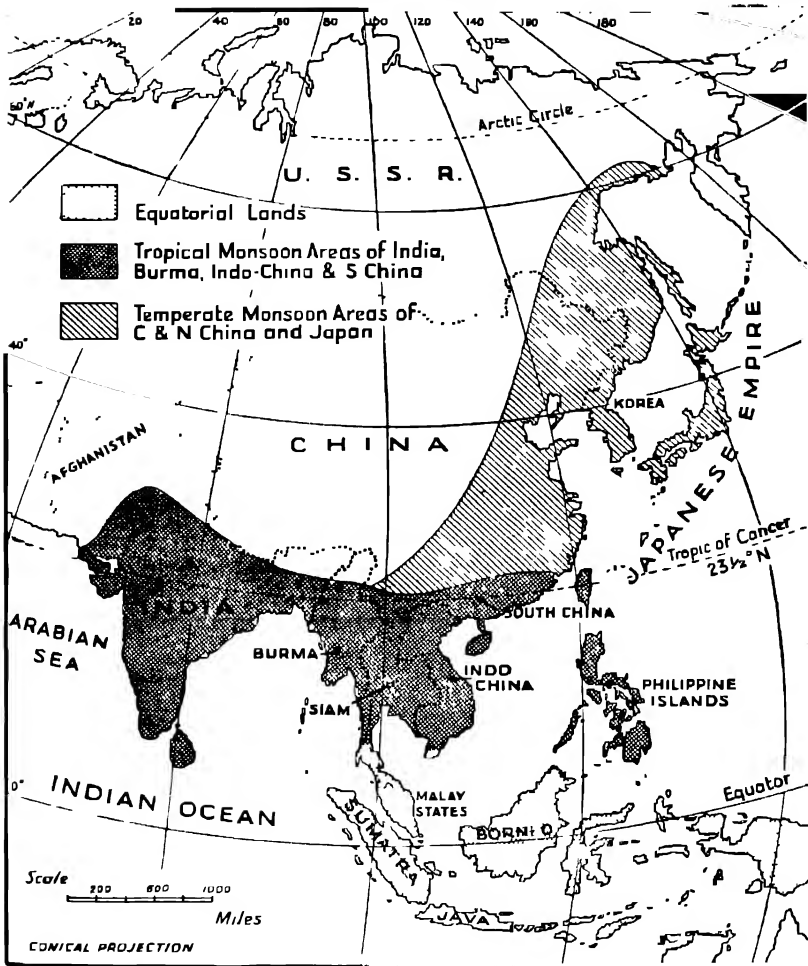 20
60
80
100
120
140
160
180
60°N
Arctic Circle
U. S. S. R.
Equatorial Lands
Tropical Monsoon Areas of India,
Burma, Indo-China & S China
Temperate Monsoon Areas of
C & N China and Japan
40°
AFGHANISTAN
CHINA
KOREA
JAPANESE EMPIRE
Tropic of Cancer
23½°N
INDIA
SOUTH CHINA
ARABIAN
SEA
BURMA
INDO
CHINA
SIAM
PHILIPPINE
ISLANDS
INDIAN OCEAN
0°
MALAY
STATES
Equator
SUMATRA
BORN O
JAVA
Scale
200 600 1000
Miles
CONICAL PROJECTION